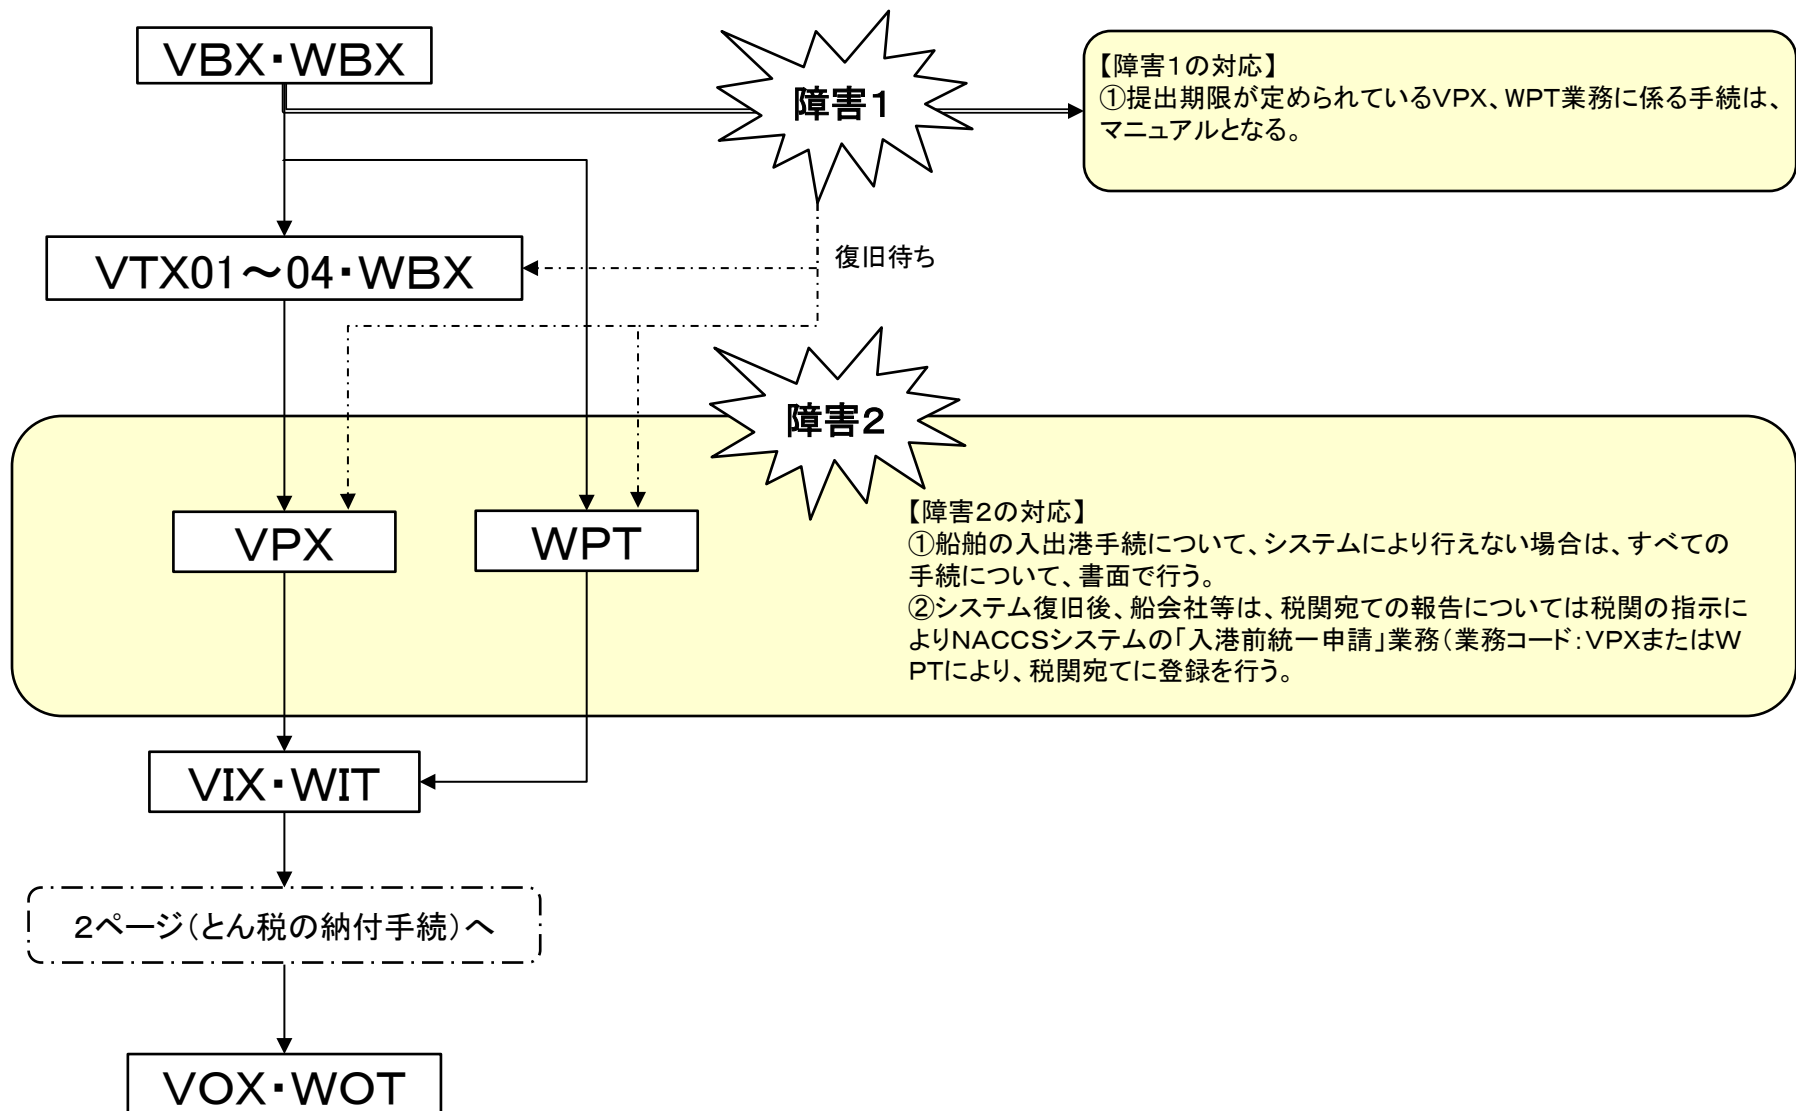 VBX・WBX
障害1
【障害1の対応】
①提出期限が定められているVPX、WPT業務に係る手続は、
マニュアルとなる。
VTX01～04・WBX
復旧待ち
障害2
VPX
WPT
【障害2の対応】
①船舶の入出港手続について、システムにより行えない場合は、すべての
手続について、書面で行う。
②システム復旧後、船会社等は、税関宛ての報告については税関の指示に
よりNACCSシステムの「入港前統一申請」業務（業務コード：VPXまたはW
PTにより、税関宛てに登録を行う。
VIX・WIT
2ページ（とん税の納付手続）へ
VOX・WOT